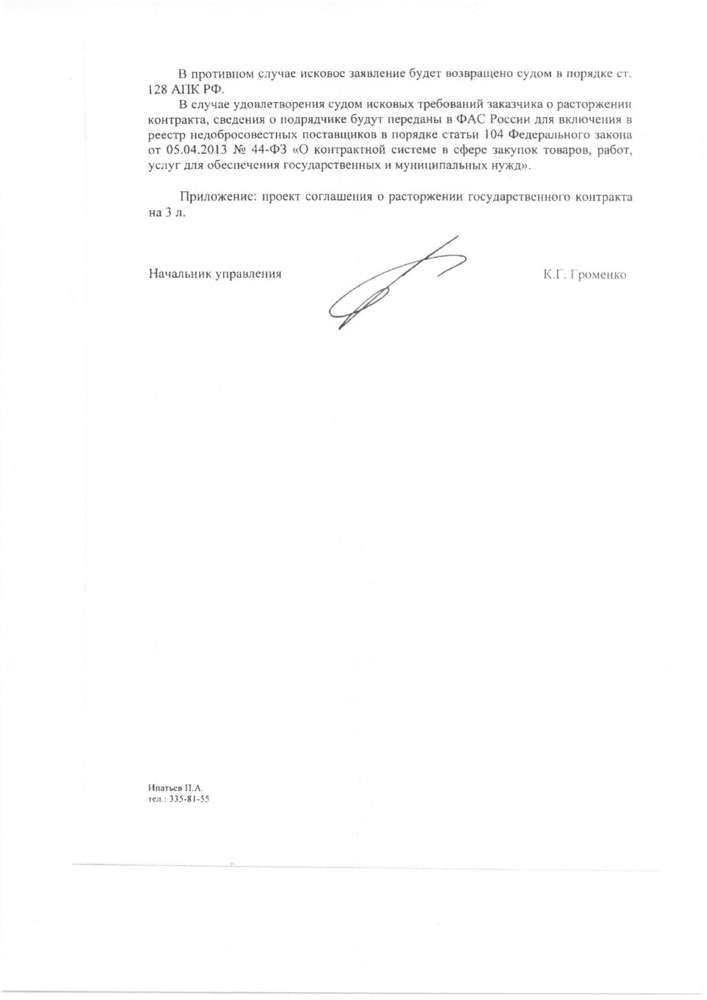 В противном случае исковое заявление будет возвращено судом в порядке ст.
128 АПК РФ.
В случае удовлетворения судом исковых требований заказчика о расторжении
контракта, сведения о подрядчике будут переданы в ФАС России для включения в
реестр недобросовестных поставщиков в порядке статьи 104 Федерального закона
от 05.04.2013 № 44-ФЗ «О контрактной системе в сфере закупок товаров, работ,
услуг для обеспечения государственных и муниципальных нужд».
Приложение: проект соглашения о расторжении государственного контракта
на 3 л.
Начальник управления К.Г. Громенко
Ипатьев П.А.
тел.: 335-81-55